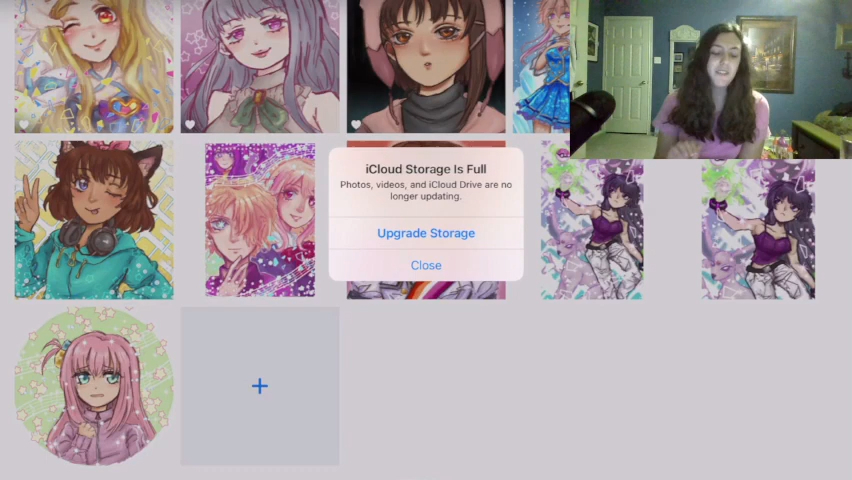 iCloud Storage Is Full
Photos, videos, and iCloud Drive are no
longer updating.
Upgrade Storage
Close